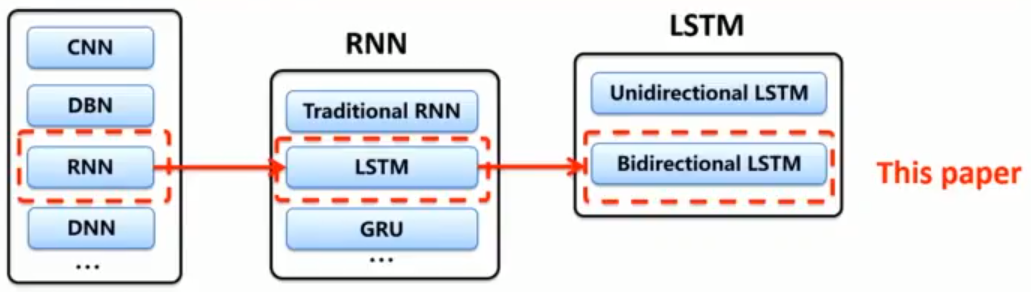 CNN
DBN
RNN
DNN
...
RNN
Traditional RNN
LSTM
GRU
...
LSTM
Unidirectional LSTM
Bidirectional LSTM
This paper